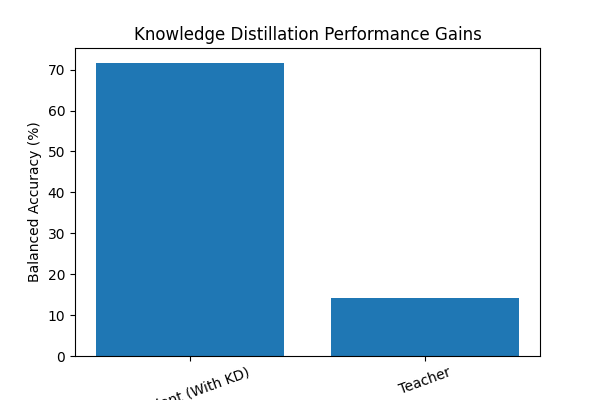 Knowledge Distillation Performance Gains
Balanced Accuracy (%)
70
60
50
40
30
20
10
0
(With KD)
Teacher